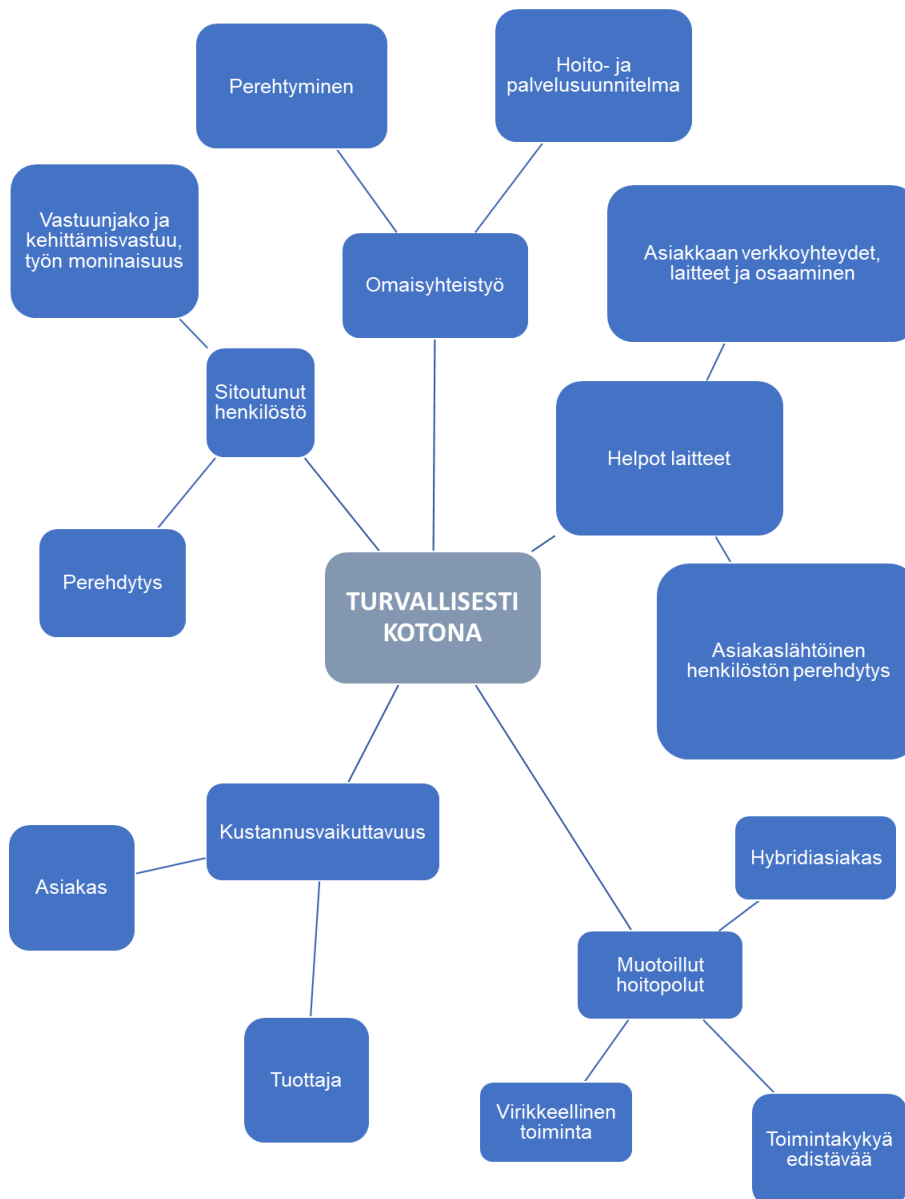 Perehtyminen
Hoito- ja
palvelusuunnitelma
Vastuunjako ja
kehittämisvastuu,
työn moninaisuus
Omaisyhteistyö
Asiakkaan verkkoyhteydet,
laitteet ja osaaminen
Sitoutunut
henkilöstö
Helpot laitteet
Perehdytys
TURVALLISESTI
KOTONA
Asiakaslähtöinen
henkilöstön perehdytys
Kustannusvaikuttavuus
Asiakas
Hybridiasiakas
Muotoillut
hoitopolut
Tuottaja
Virikkeellinen
toiminta
Toimintakykyä
edistävää